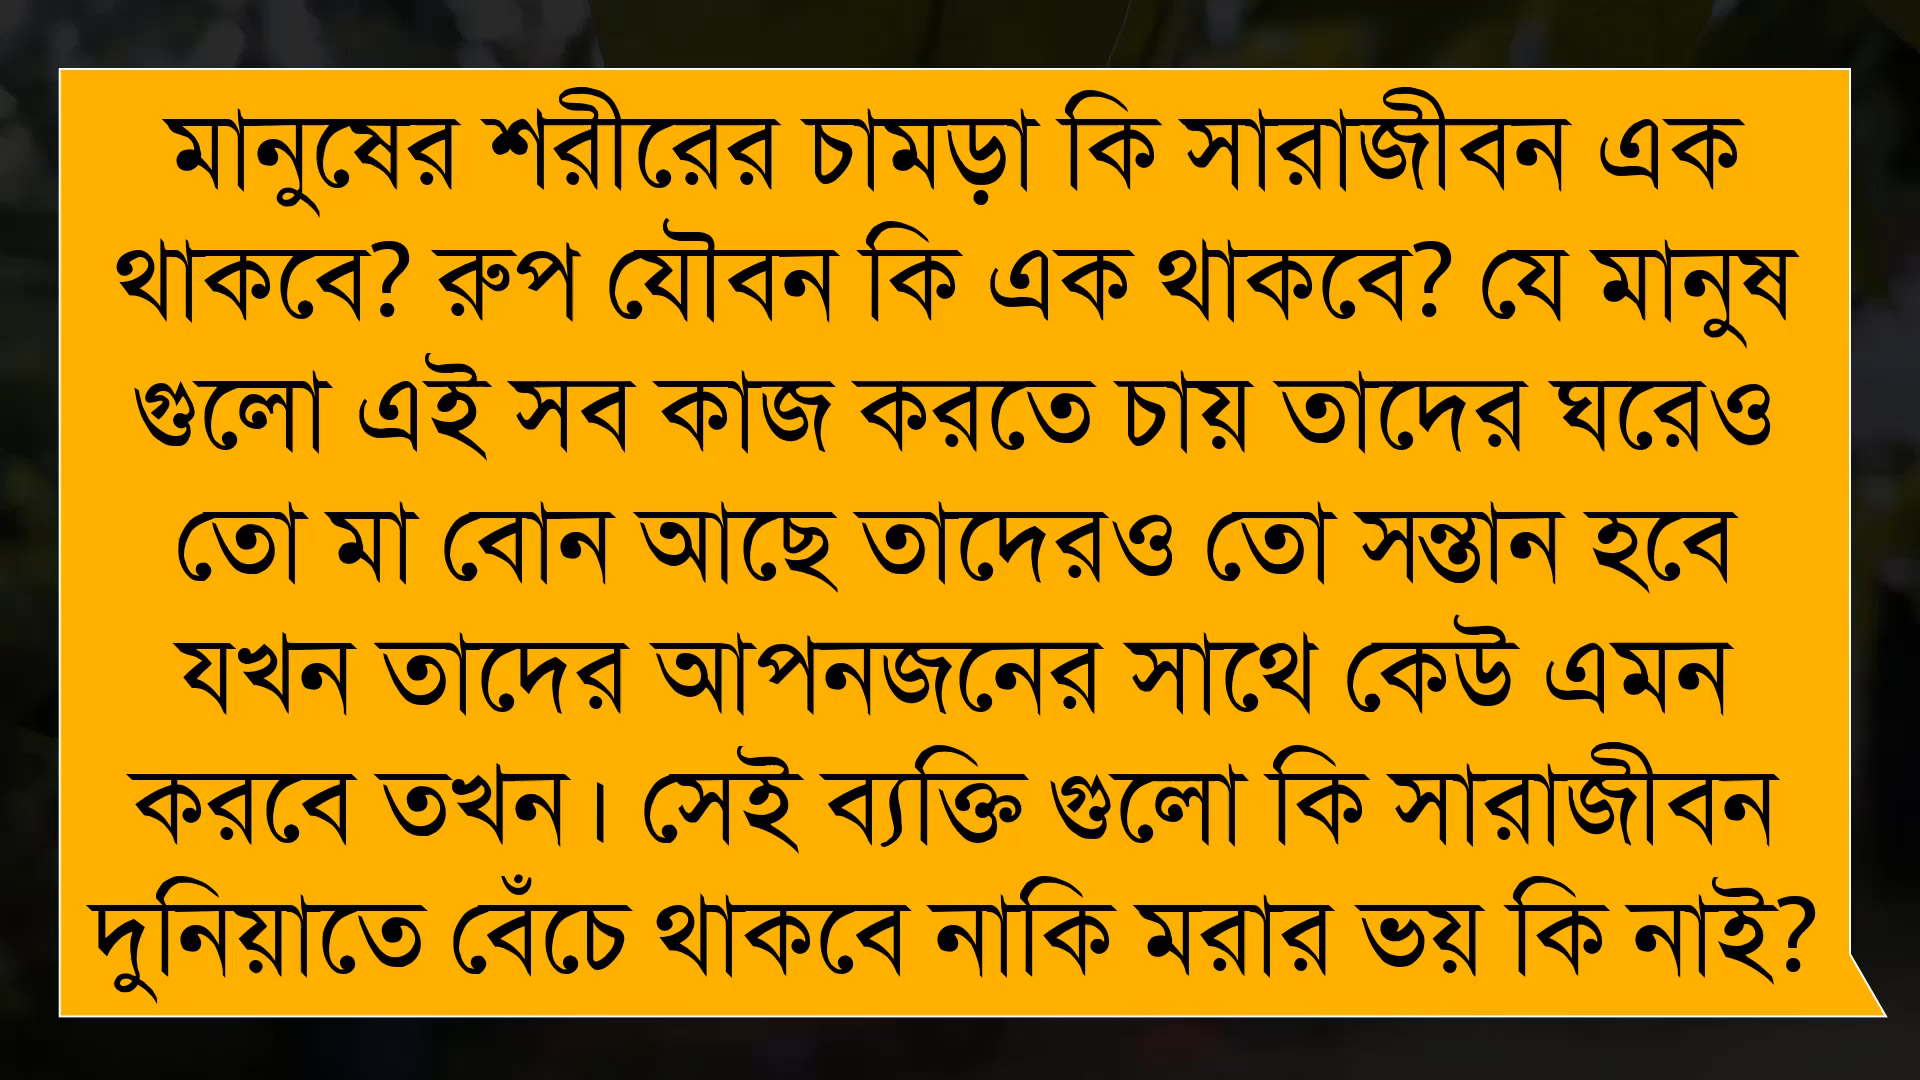 মানুষের শরীরের চামড়া কি সারাজীবন এক
থাকবে? রুপ যৌবন কি এক থাকবে? যে মানুষ
গুলো এই সব কাজ করতে চায় তাদের ঘরেও
তো মা বোন আছে তাদেরও তো সন্তান হবে
যখন তাদের আপনজনের সাথে কেউ এমন
করবে তখন। সেই ব্যক্তি গুলো কি সারাজীবন
দুনিয়াতে বেঁচে থাকবে নাকি মরার ভয় কি নাই?